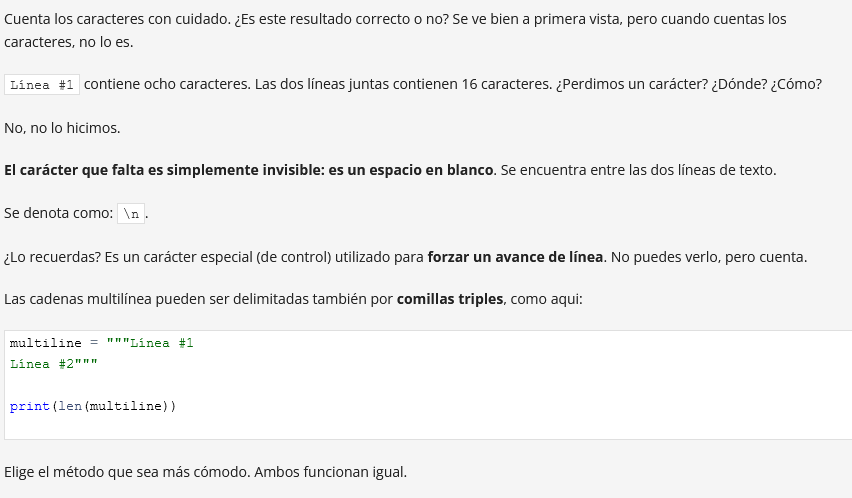 Cuenta los caracteres con cuidado. ¿Es este resultado correcto o no? Se ve bien a primera vista, pero cuando cuentas los
caracteres, no lo es.
Línea #1 contiene ocho caracteres. Las dos líneas juntas contienen 16 caracteres. ¿Perdimos un carácter? ¿Dónde? ¿Cómo?
No, no lo hicimos.
El carácter que falta es simplemente invisible: es un espacio en blanco. Se encuentra entre las dos líneas de texto.
Se denota como: \n.
¿Lo recuerdas? Es un carácter especial (de control) utilizado para forzar un avance de línea. No puedes verlo, pero cuenta.
Las cadenas multilínea pueden ser delimitadas también por comillas triples, como aqui:
multiline = """Línea #1
Línea #2"""
print(len(multiline))
Elige el método que sea más cómodo. Ambos funcionan igual.